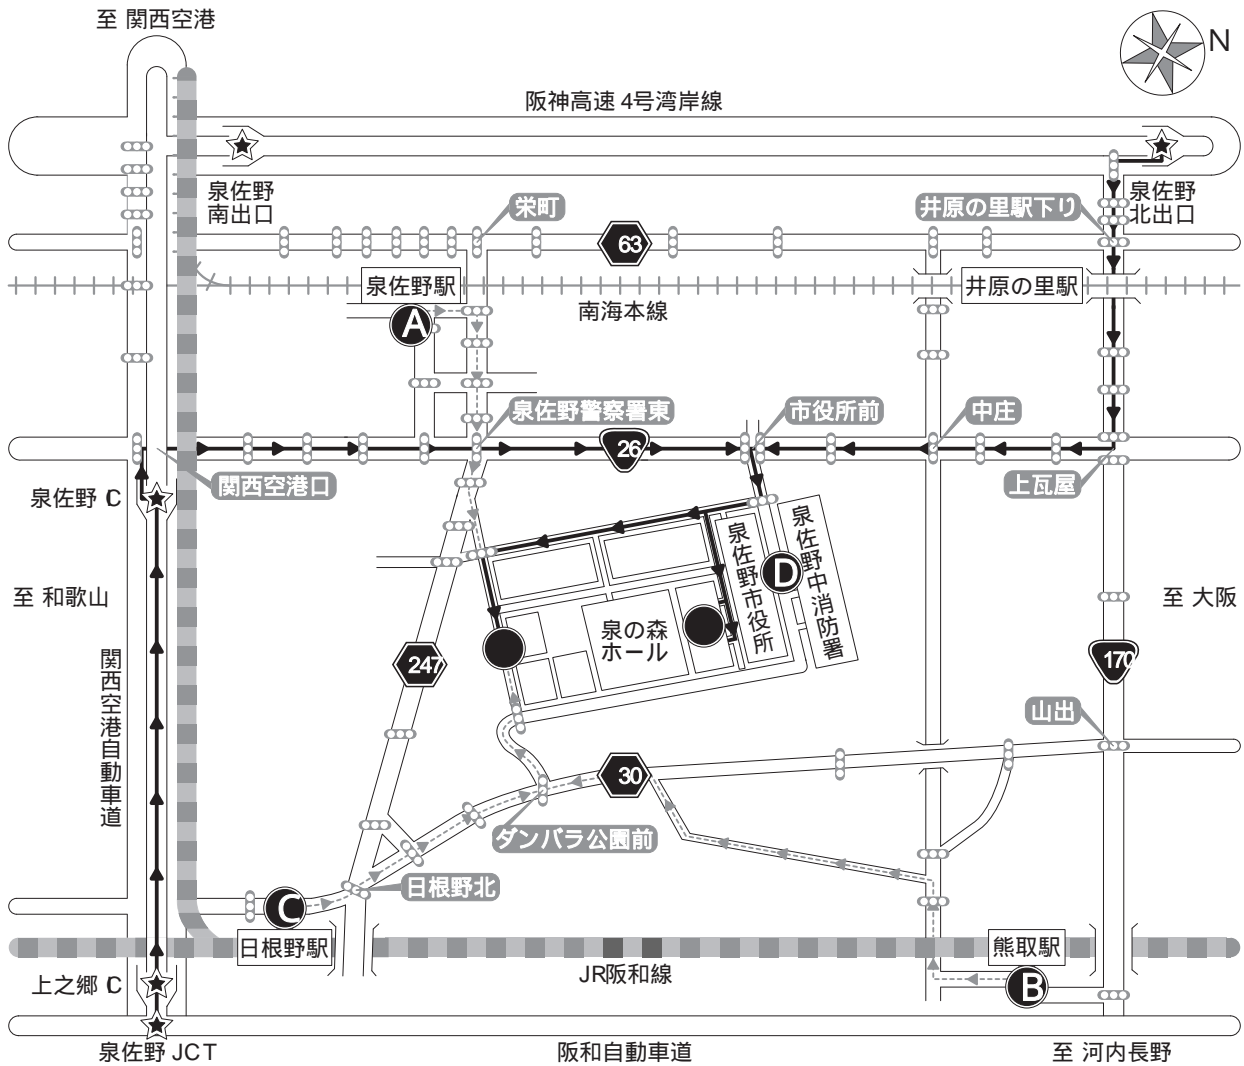 至 関西空港
N
阪神高速 4号湾岸線
泉佐野
南出口
泉佐野
北出口
栄町
井原の里駅下り
63
泉佐野駅
井原の里駅
南海本線
A
泉佐野警察署東
市役所前
中庄
26
関西空港口
上瓦屋
泉佐野 C
泉佐野市役所
泉佐野中消防署
D
至 和歌山
至 大阪
泉の森
ホール
関西空港自動車道
247
170
山出
30
ダンバラ公園前
日根野北
C
日根野駅
熊取駅
JR阪和線
上之郷 C
B
泉佐野 JCT
阪和自動車道
至 河内長野